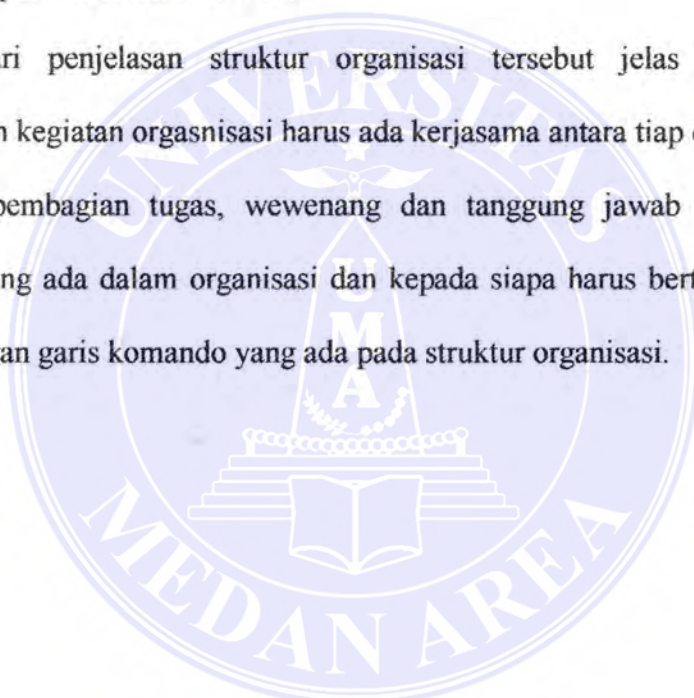 ri penjelasan struktur organisasi tersebut jelas
n kegiatan orgasnisasi harus ada kerjasama antara tiap
pembagian tugas, wewenang dan tanggung jawab
ng ada dalam organisasi dan kepada siapa harus bert
an garis komando yang ada pada struktur organisasi.
UNIVERSITAS
UMA
MEDAN AREA